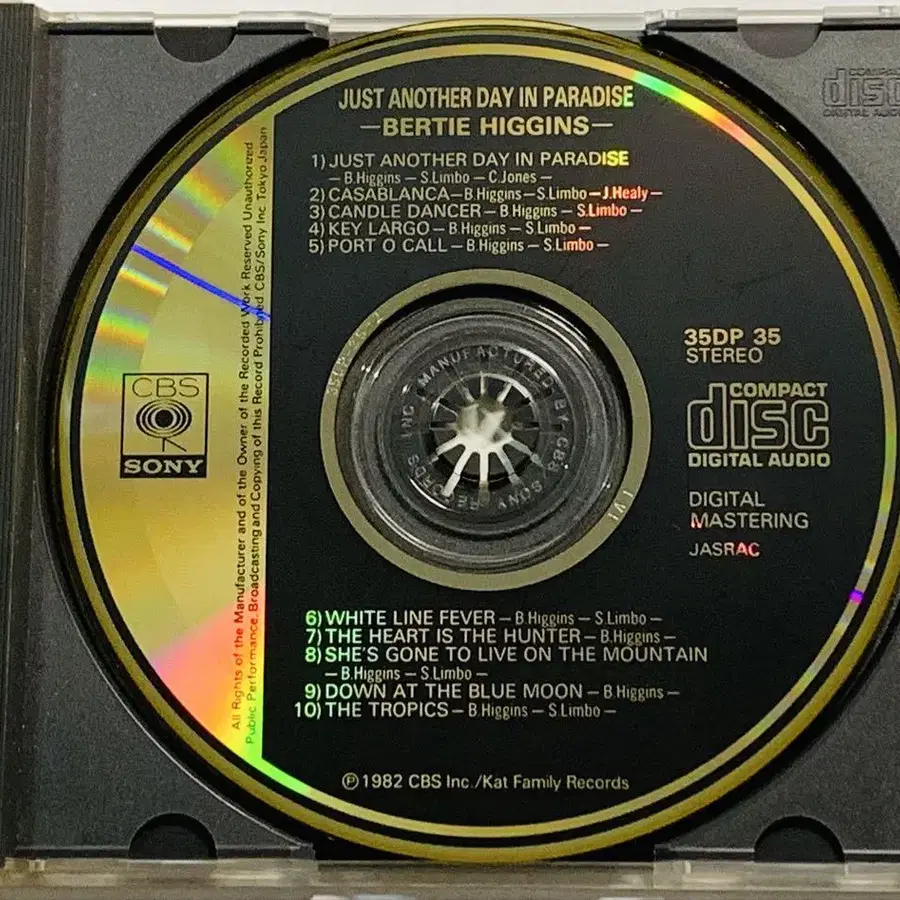 JUST ANOTHER DAY IN PARADISE
—BERTIE HIGGINS—
1) JUST ANOTHER DAY IN PARADISE
— B.Higgins — S.Limbo — C.Jones —
2) CASABLANCA — B.Higgins — S.Limbo — J.Healy —
3) CANDLE DANCER — B.Higgins — S.Limbo —
4) KEY LARGO — B.Higgins — S.Limbo —
5) PORT O CALL — B.Higgins — S.Limbo —
All Rights of the Manufacturer and of the Owner of the Recorded Work Reserved Unauthorized
Public Performance, Broadcasting and Copying of this Record Prohibited CBS/Sony Inc. Tokyo Japan
CBS
SONY
MANUFACTURED BY CBS/SONY RECORDS INC
35DP 35
STEREO
COMPACT
disc
DIGITAL AUDIO
DIGITAL
MASTERING
JASRAC
6) WHITE LINE FEVER — B.Higgins — S.Limbo —
7) THE HEART IS THE HUNTER — B.Higgins —
8) SHE'S GONE TO LIVE ON THE MOUNTAIN
— B.Higgins — S.Limbo —
9) DOWN AT THE BLUE MOON — B.Higgins —
10) THE TROPICS — B.Higgins — S.Limbo —
Ⓟ 1982 CBS Inc./Kat Family Records
COMPACT
disc
DIGITAL AUDIO